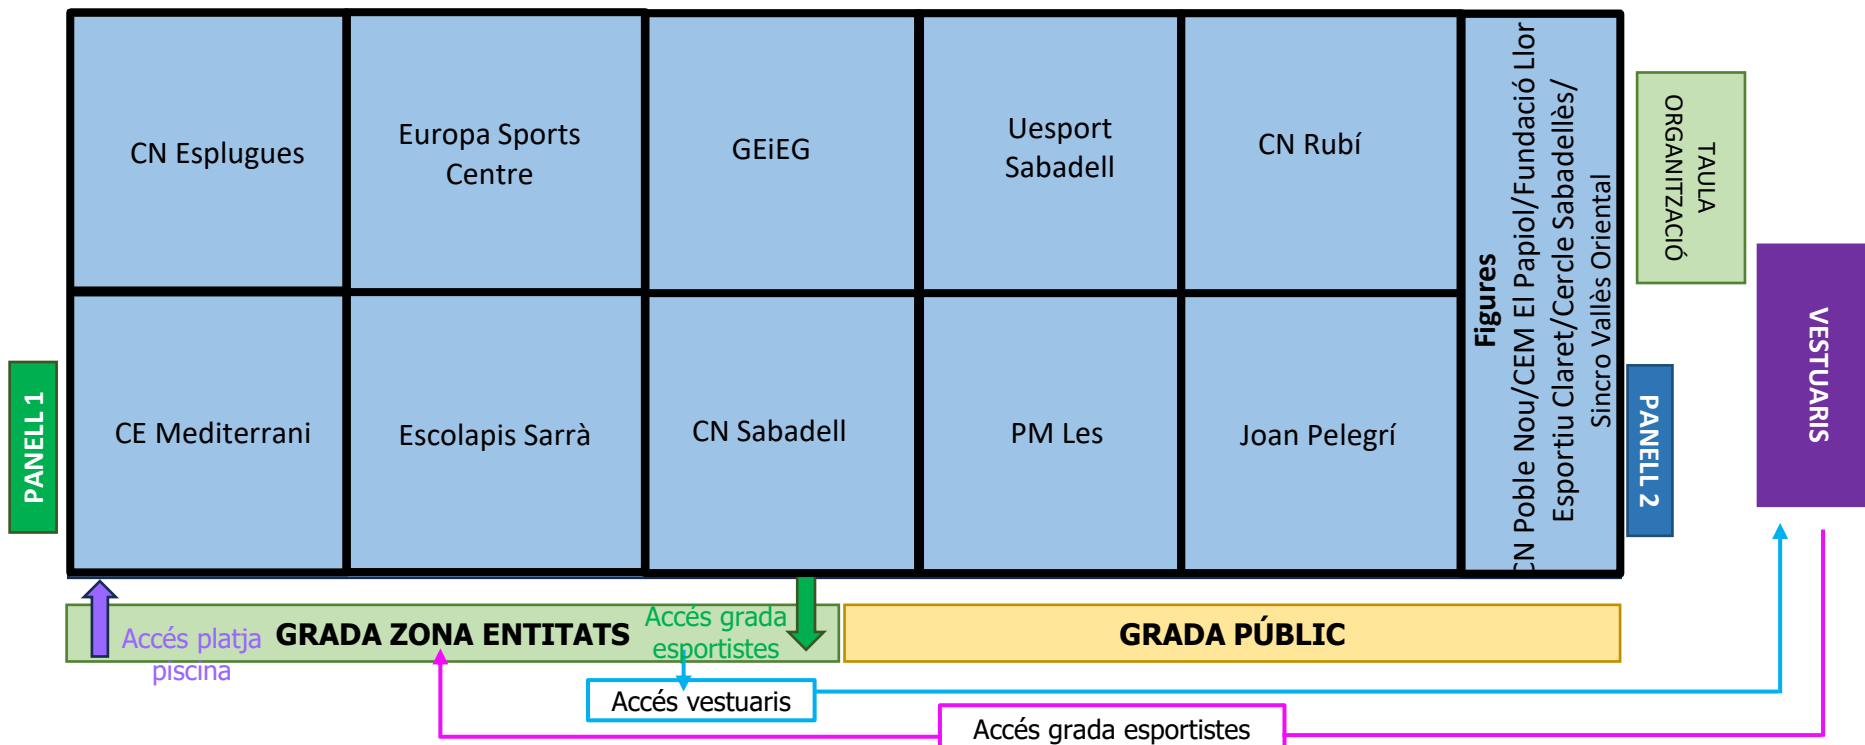 CN Esplugues
Europa Sports
Centre
GEiEG
Uesport
Sabadell
CN Rubí
Figures
CN Poble Nou/CEM El Papiol/Fundació Llor
Esportiu Claret/Cercle Sabadellès/
Sincro Vallès Oriental
TAULA
ORGANITZACIÓ
VESTUARIS
PANELL 1
CE Mediterrani
Escolapis Sarrà
CN Sabadell
PM Les
Joan Pelegrí
PANELL 2
Accés platja
piscina
GRADA ZONA ENTITATS
Accés grada
esportistes
GRADA PÚBLIC
Accés vestuaris
Accés grada esportistes